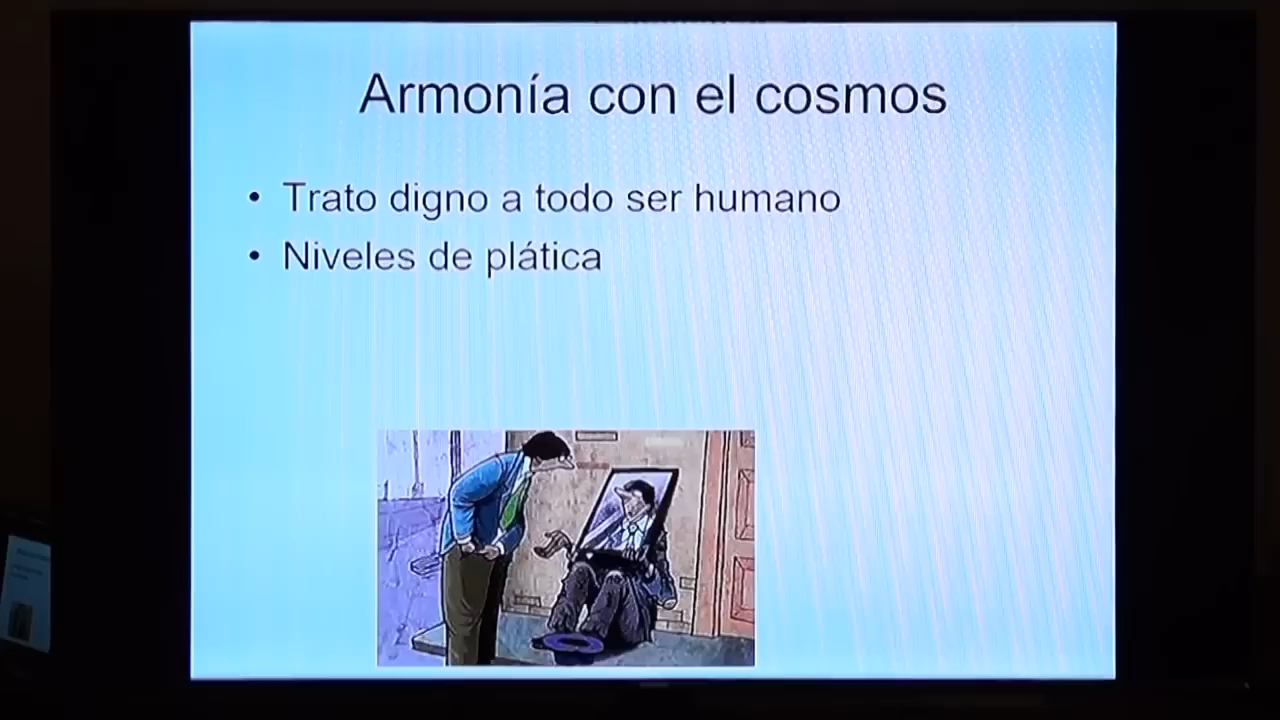 Armonía con el cosmos
• Trato digno a todo ser humano
• Niveles de plática